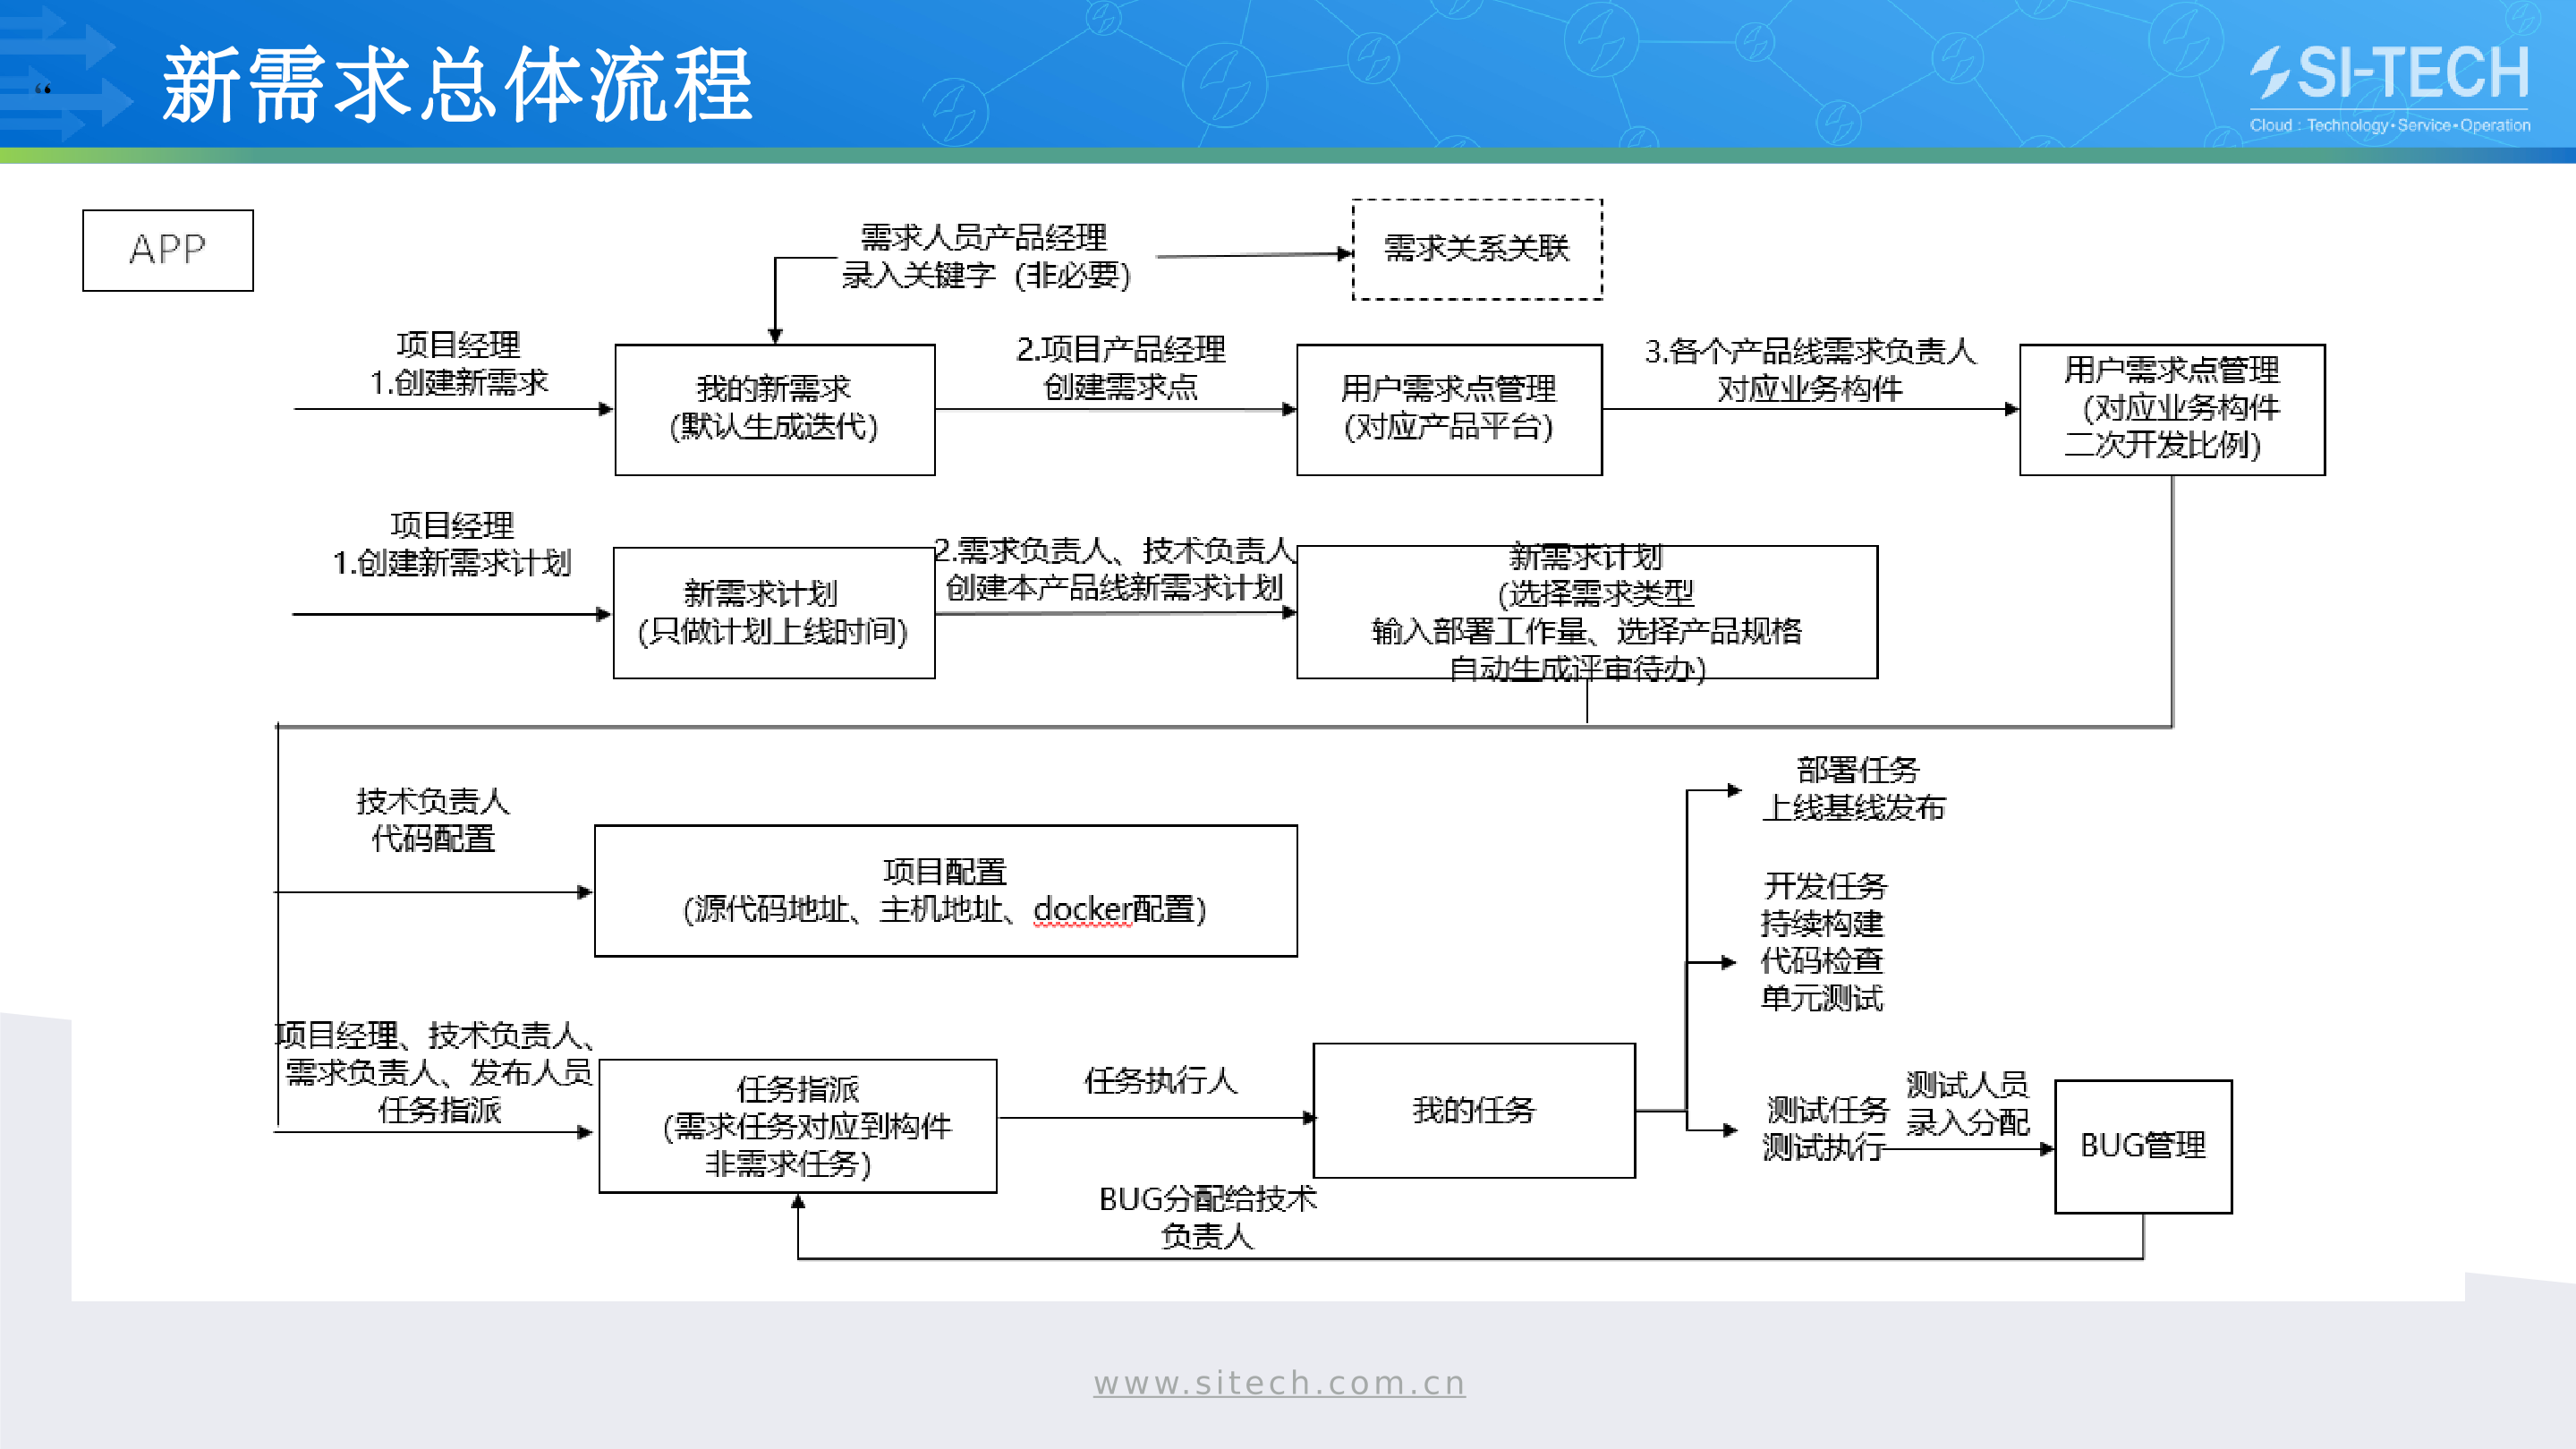 “
新需求总体流程
SI-TECH
Cloud : Technology•Service•Operation
APP
需求人员产品经理
录入关键字（非必要）
需求关系关联
项目经理
1.创建新需求
我的新需求
(默认生成迭代)
2.项目产品经理
创建需求点
用户需求点管理
(对应产品平台)
3.各个产品线需求负责人
对应业务构件
用户需求点管理
(对应业务构件
二次开发比例)
项目经理
1.创建新需求计划
新需求计划
(只做计划上线时间)
2.需求负责人、技术负责人
创建本产品线新需求计划
新需求计划
(选择需求类型
输入部署工作量、选择产品规格
自动生成评审待办)
技术负责人
代码配置
项目配置
(源代码地址、主机地址、docker配置)
部署任务
上线基线发布
开发任务
持续构建
代码检查
单元测试
项目经理、技术负责人、
需求负责人、发布人员
任务指派
任务指派
(需求任务对应到构件
非需求任务)
任务执行人
我的任务
测试任务
测试执行
测试人员
录入分配
BUG管理
BUG分配给技术
负责人
www.sitech.com.cn